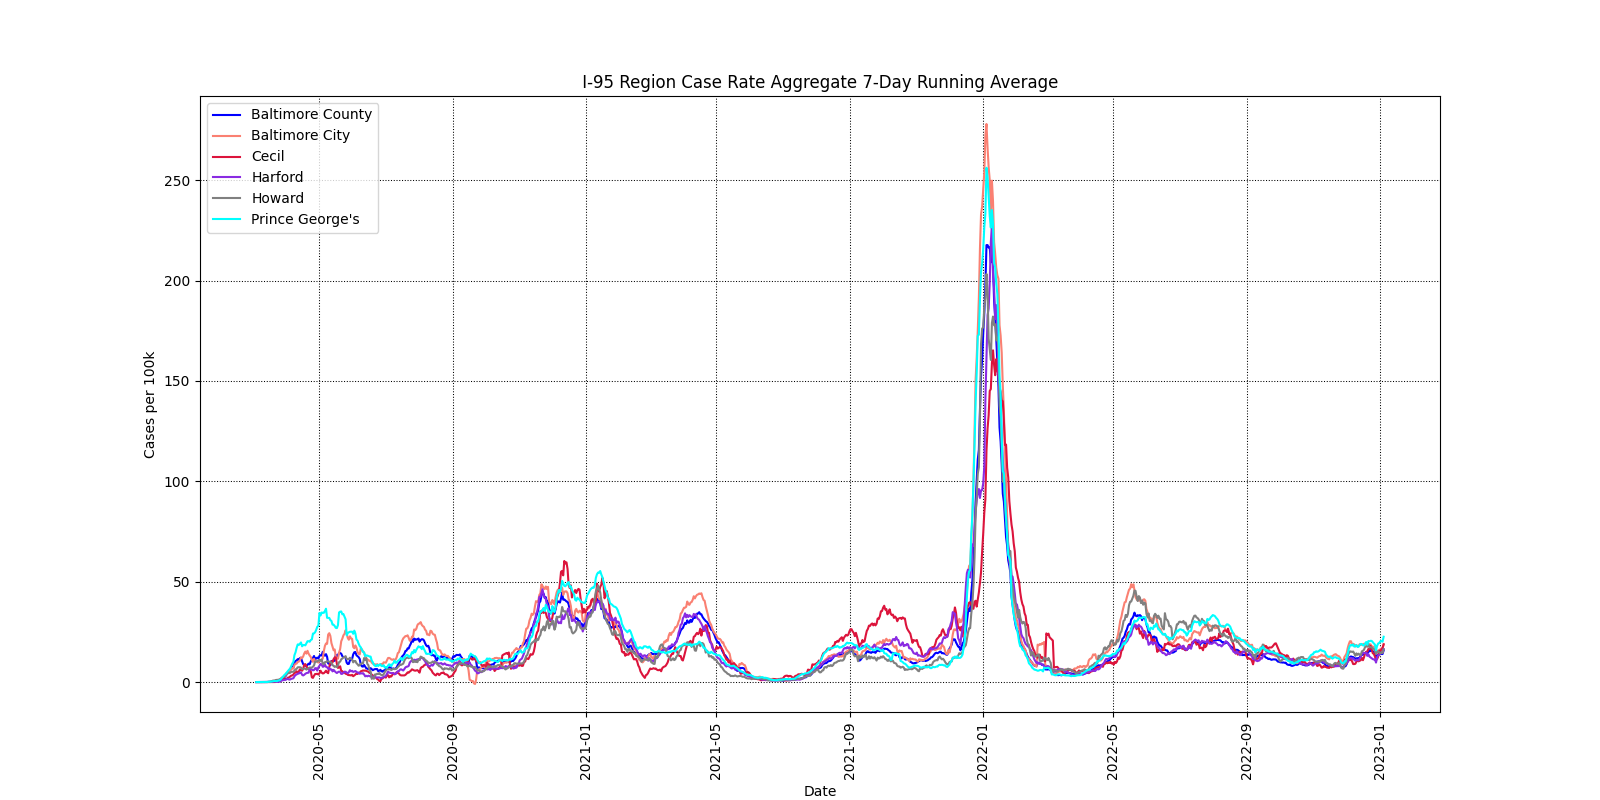 I-95 Region Case Rate Aggregate 7-Day Running Average
Baltimore County
Baltimore City
Cecil
Harford
Howard
Prince George's
Cases per 100k
250
200
150
100
50
0
2020-05
2020-09
2021-01
2021-05
2021-09
2022-01
2022-05
2022-09
2023-01
Date